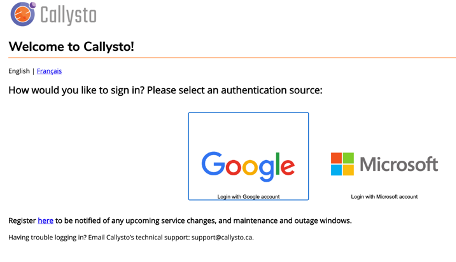 Callysto
Welcome to Callysto!
English | Français
How would you like to sign in? Please select an authentication source:
Google
Login with Google account
Microsoft
Login with Microsoft account
Register here to be notified of any upcoming service changes, and maintenance and outage windows.
Having trouble logging in? Email Callysto's technical support: support@callysto.ca.